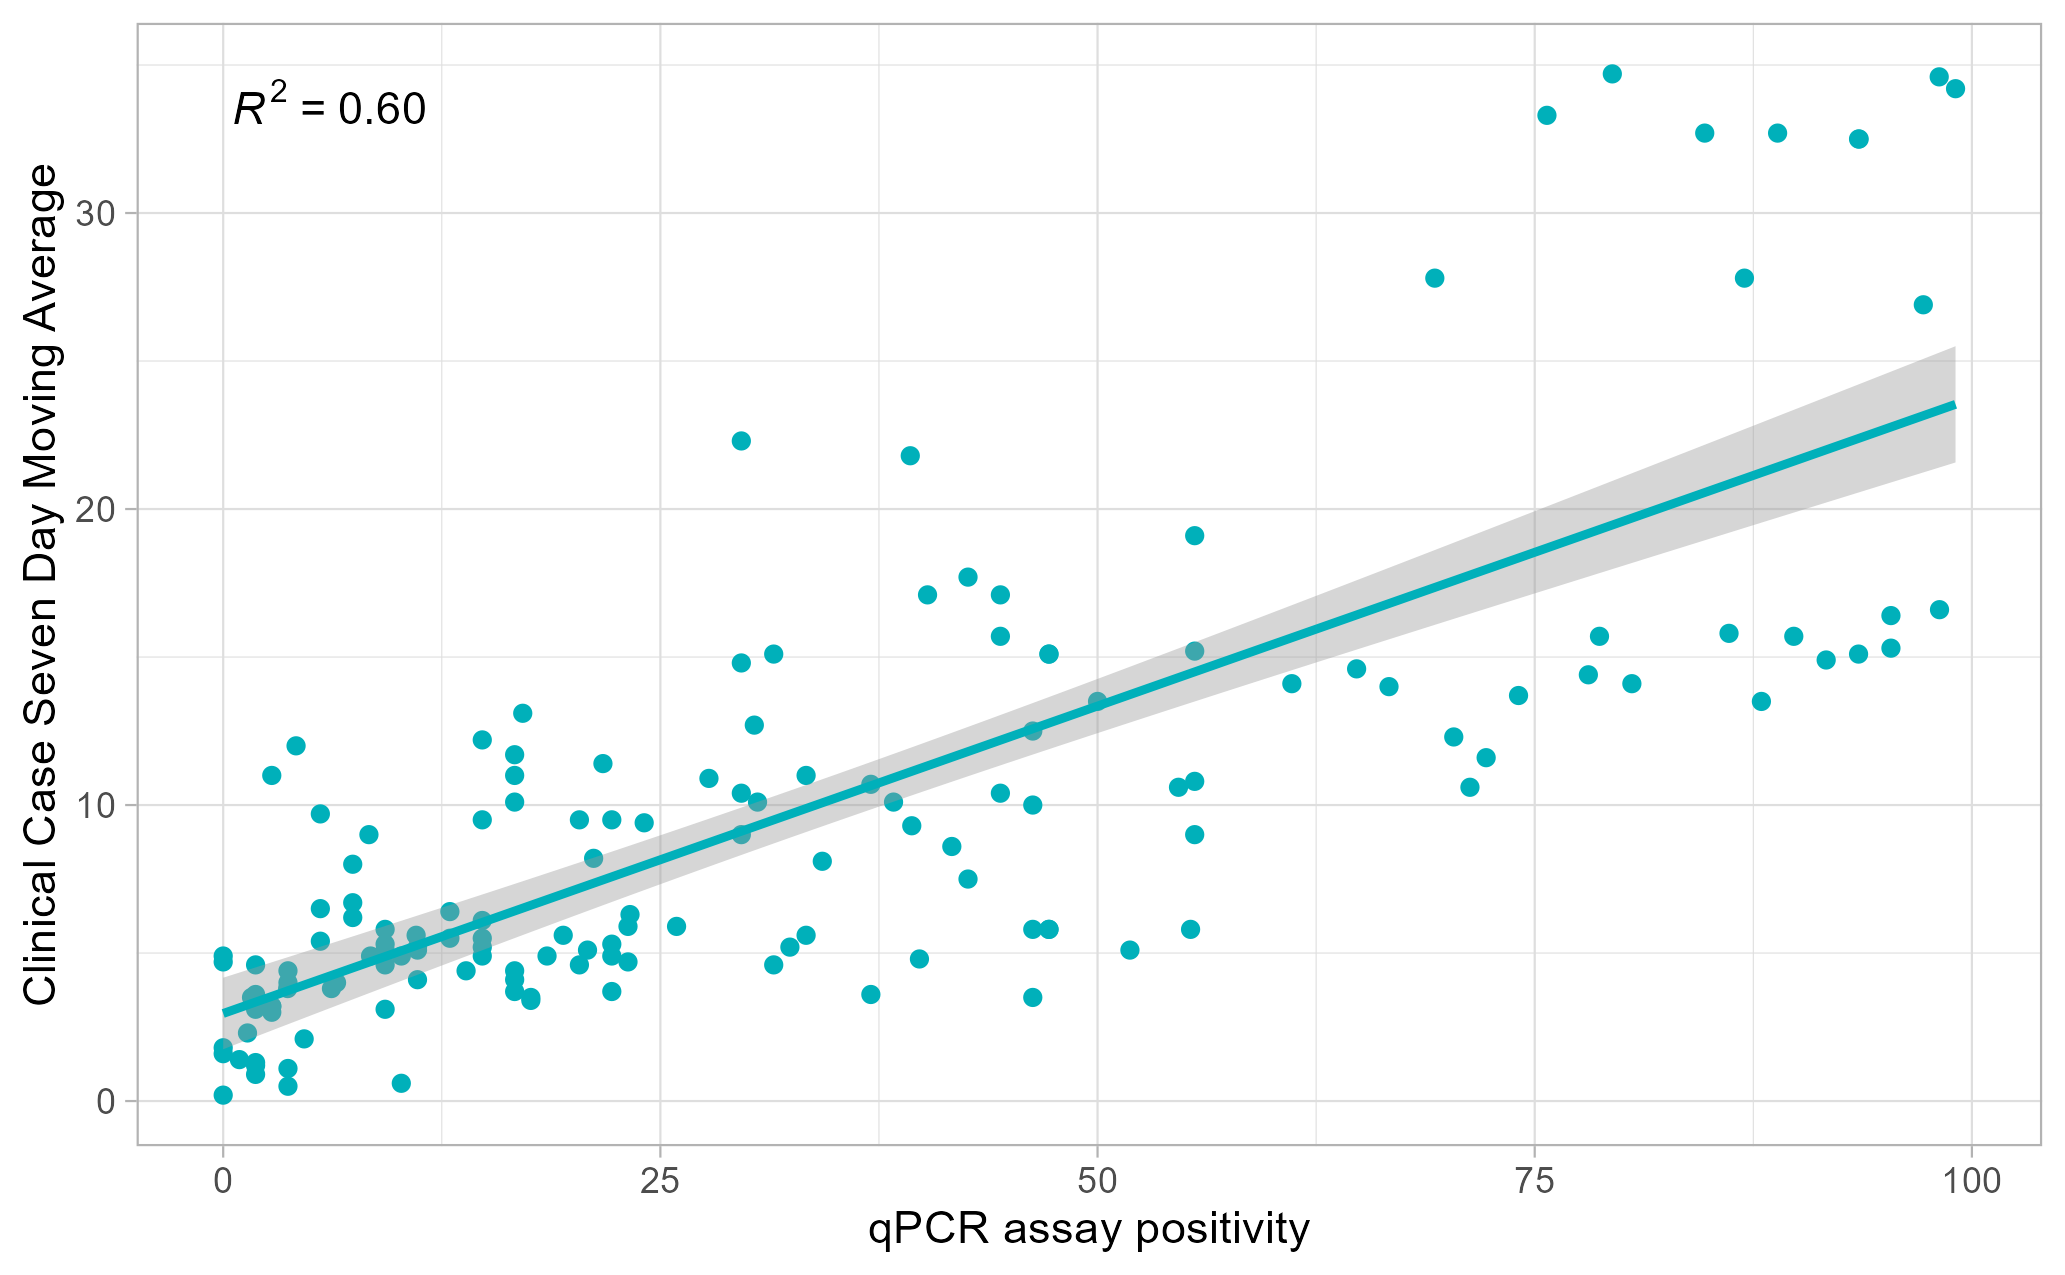 R² = 0.60
Clinical Case Seven Day Moving Average
30
20
10
0
0 25 50 75 100
qPCR assay positivity